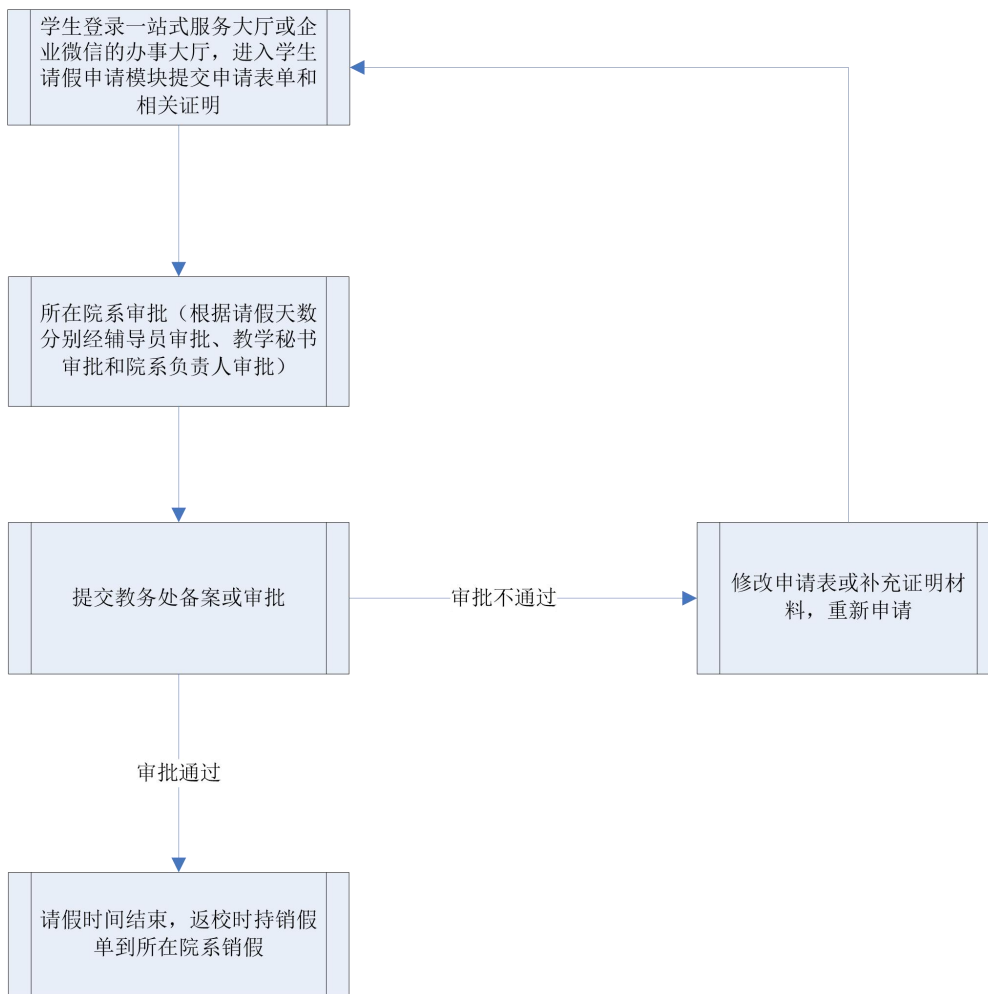 学生登录一站式服务大厅或企
业微信的办事大厅，进入学生
请假申请模块提交申请表单和
相关证明
所在院系审批（根据请假天数
分别经辅导员审批、教学秘书
审批和院系负责人审批）
提交教务处备案或审批
审批不通过
修改申请表或补充证明材
料，重新申请
审批通过
请假时间结束，返校时持销假
单到所在院系销假